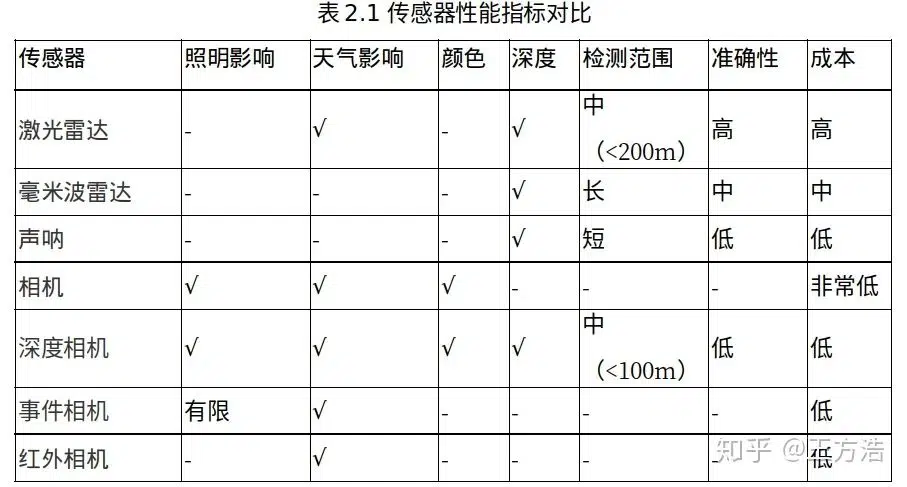 表 2.1 传感器性能指标对比
传感器 照明影响 天气影响 颜色 深度 检测范围 准确性 成本
激光雷达 - √ - √ 中（<200m） 高 高
毫米波雷达 - - - √ 长 中 中
声呐 - - - √ 短 低 低
相机 √ √ √ - - - 非常低
深度相机 √ √ √ √ 中（<100m） 低 低
事件相机 有限 √ - - - - 低
红外相机 - √ - - - - 低
知乎 @王方浩